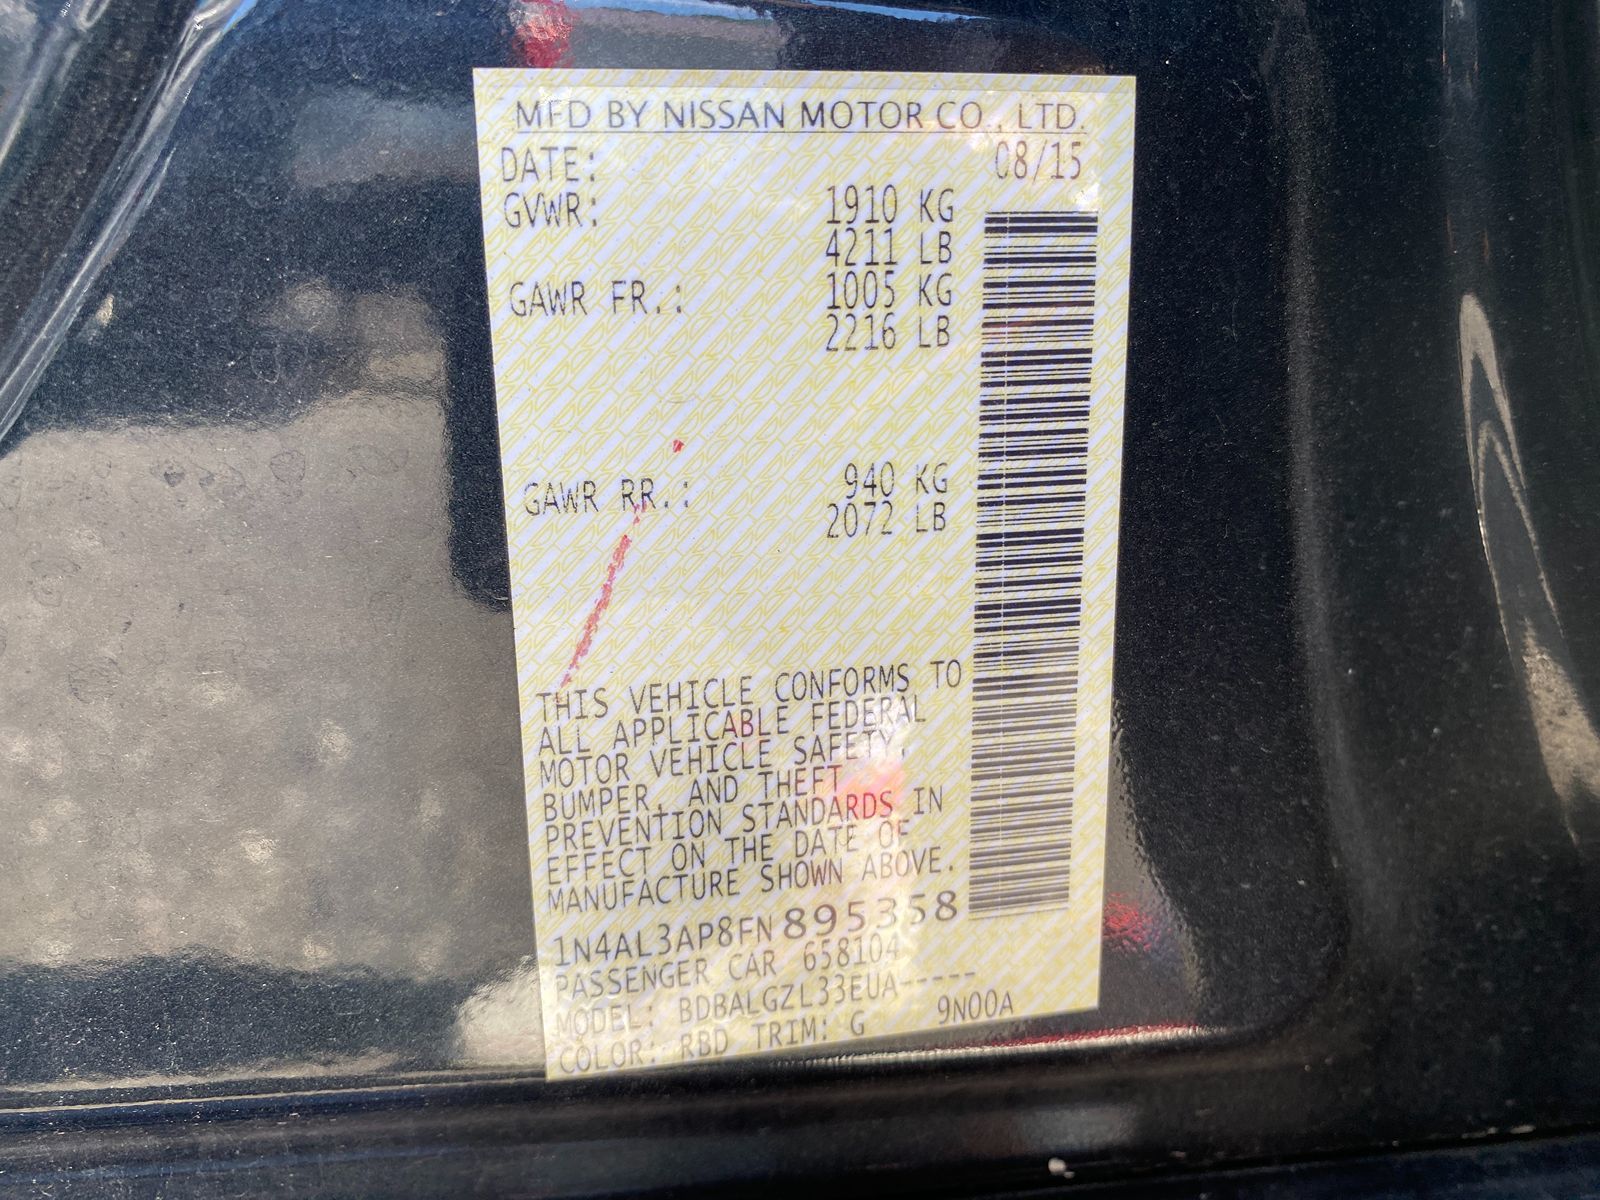 MFD BY NISSAN MOTOR CO., LTD.
DATE: 08/15
GVWR: 1910 KG
4211 LB
GAWR FR.: 1005 KG
2216 LB
GAWR RR.: 940 KG
2072 LB
THIS VEHICLE CONFORMS TO
ALL APPLICABLE FEDERAL
MOTOR VEHICLE SAFETY,
BUMPER, AND THEFT
PREVENTION STANDARDS IN
EFFECT ON THE DATE OF
MANUFACTURE SHOWN ABOVE.
1N4AL3AP8FN895358
PASSENGER CAR 658104
MODEL: BDBALGZL33EUA-----
COLOR: RBD TRIM: G 9N00A